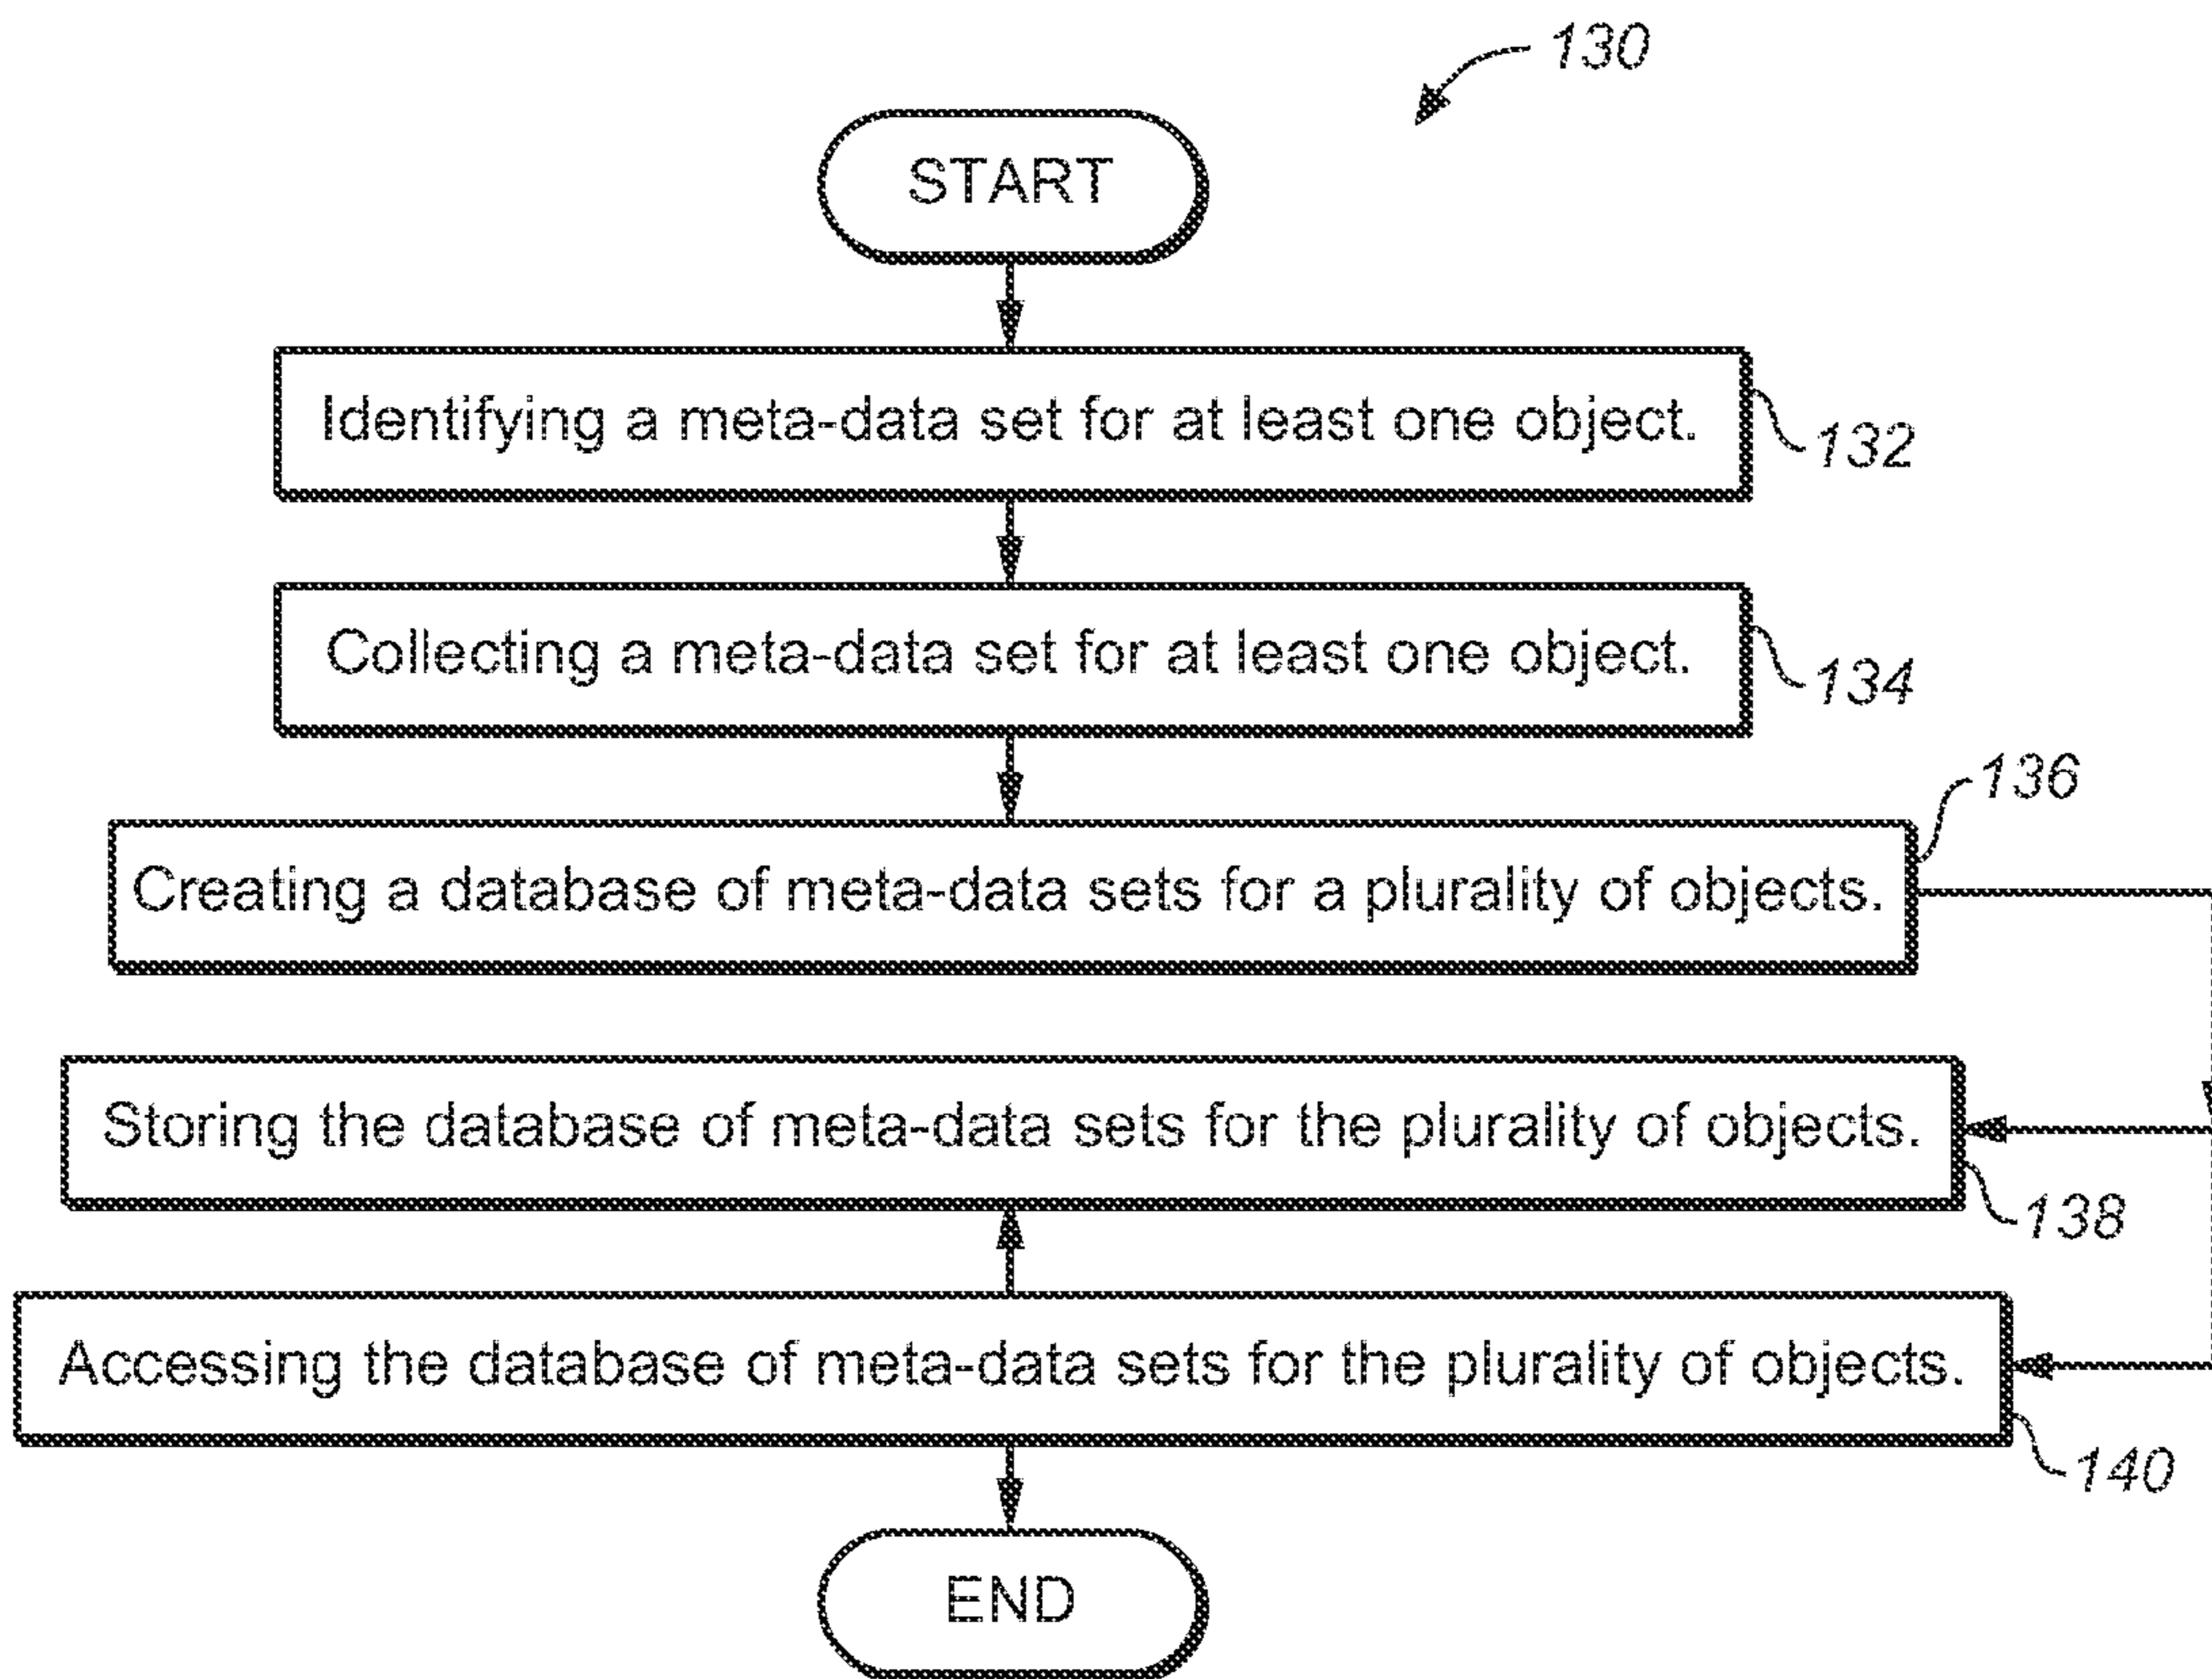 130
START
Identifying a meta-data set for at least one object.
132
Collecting a meta-data set for at least one object.
134
136
Creating a database of meta-data sets for a plurality of objects.
Storing the database of meta-data sets for the plurality of objects.
138
Accessing the database of meta-data sets for the plurality of objects.
140
END